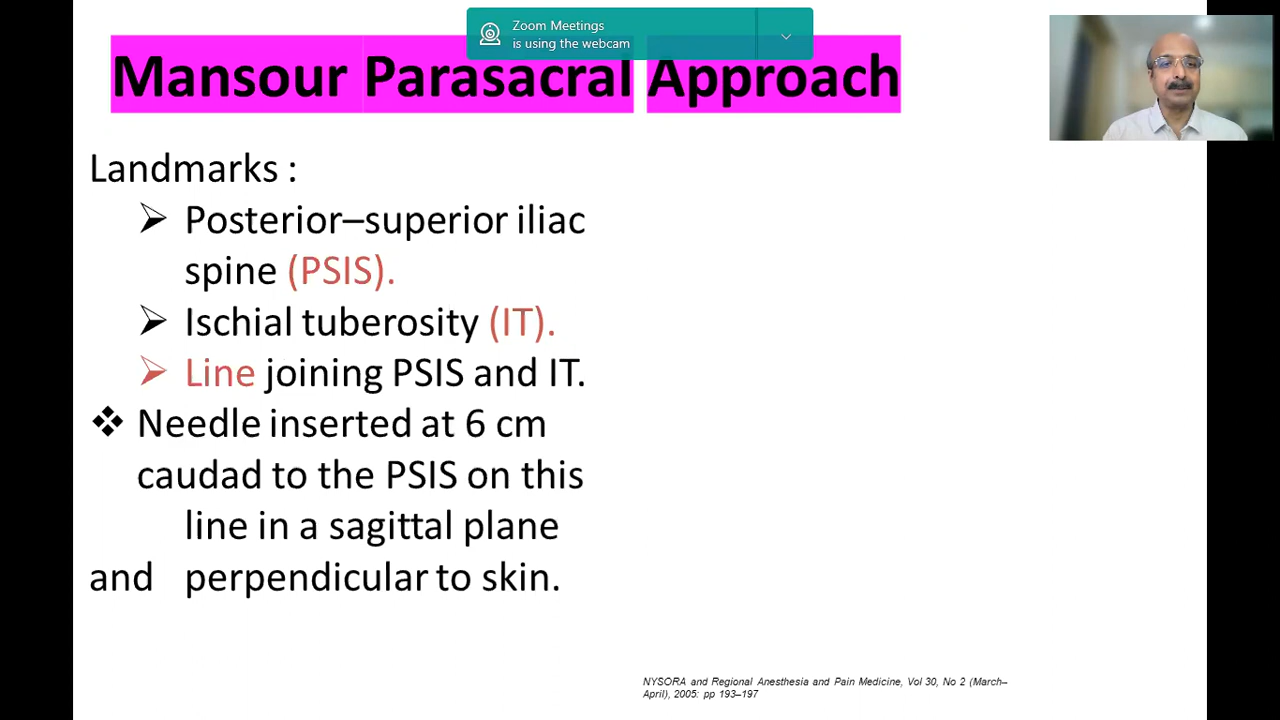 Zoom Meetings
is using the webcam
Mansour Parasacral Approach
Landmarks :
Posterior–superior iliac
spine (PSIS).
Ischial tuberosity (IT).
Line joining PSIS and IT.
Needle inserted at 6 cm
caudad to the PSIS on this
line in a sagittal plane
and perpendicular to skin.
NYSORA and Regional Anesthesia and Pain Medicine, Vol 30, No 2 (March–
April), 2005: pp 193–197